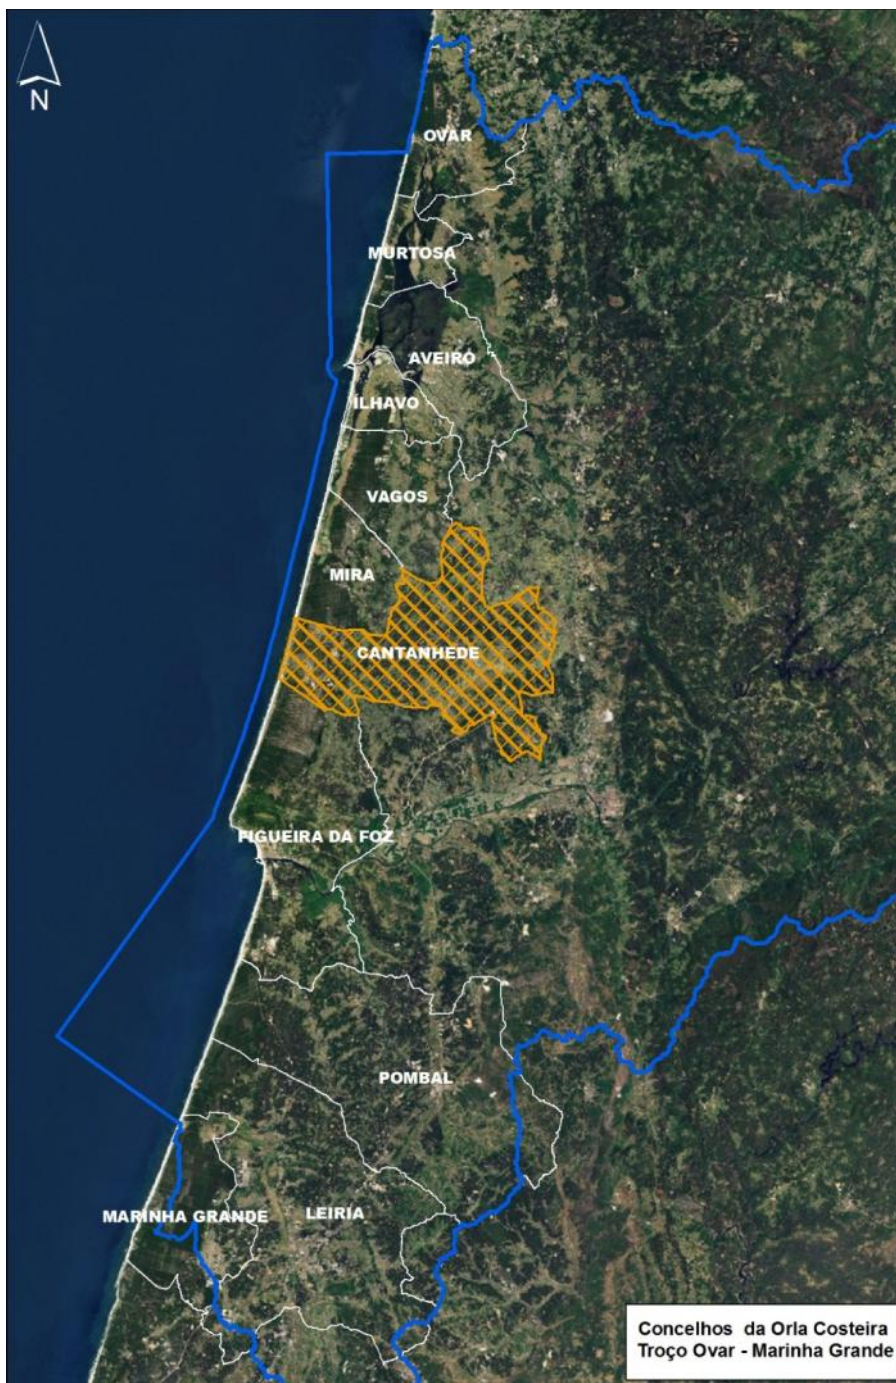 N
OVAR
MURTOSA
AVEIRO
ÍLHAVO
VAGOS
MIRA
CANTANHEDE
FIGUEIRA DA FOZ
POMBAL
MARINHA GRANDE
LEIRIA
Concelhos da Orla Costeira
Troço Ovar - Marinha Grande